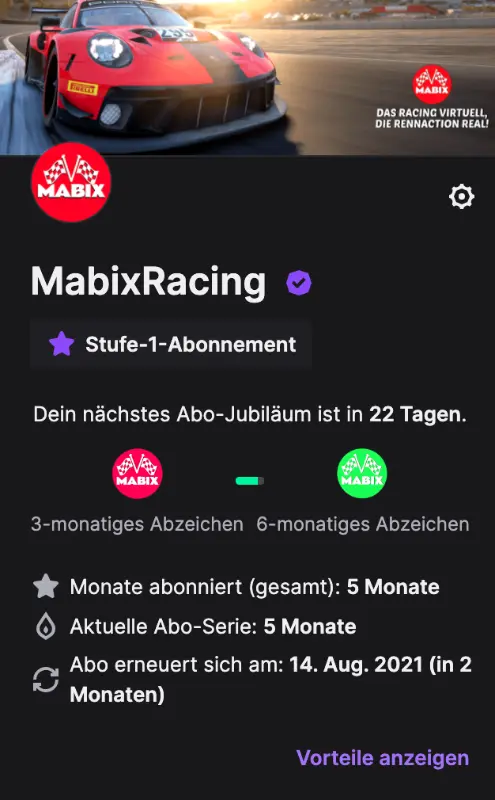 PIRELLI
MABIX
DAS RACING VIRTUELL,
DIE RENNACTION REAL!
MABIX
MabixRacing
Stufe-1-Abonnement
Dein nächstes Abo-Jubiläum ist in 22 Tagen.
MABIX
MABIX
3-monatiges Abzeichen 6-monatiges Abzeichen
Monate abonniert (gesamt): 5 Monate
Aktuelle Abo-Serie: 5 Monate
Abo erneuert sich am: 14. Aug. 2021 (in 2
Monaten)
Vorteile anzeigen